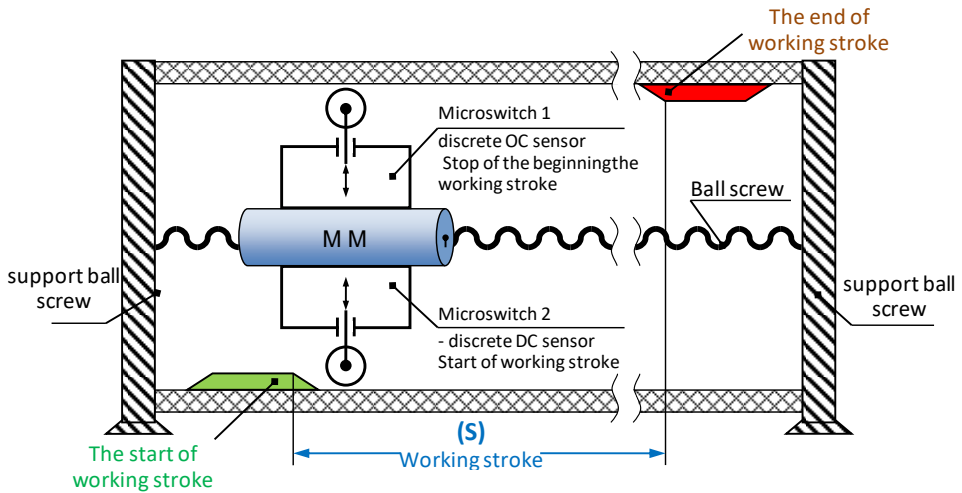 The end of
working stroke
Microswitch 1
discrete OC sensor
Stop of the beginningthe
working stroke
Ball screw
M M
support ball
screw
support ball
screw
Microswitch 2
- discrete DC sensor
Start of working stroke
(S)
Working stroke
The start of
working stroke